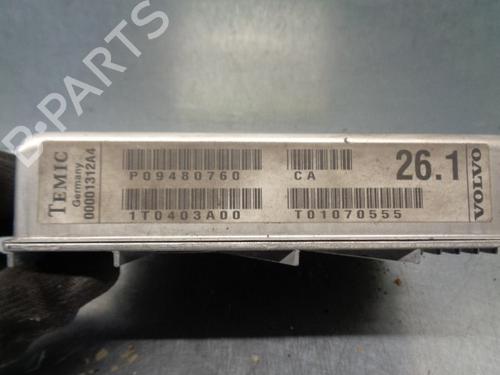 B-PARTS
TEMIC
Germany
00001312A4
P09480760
CA
26.1
1T0403A00
T01070555
VOLVO